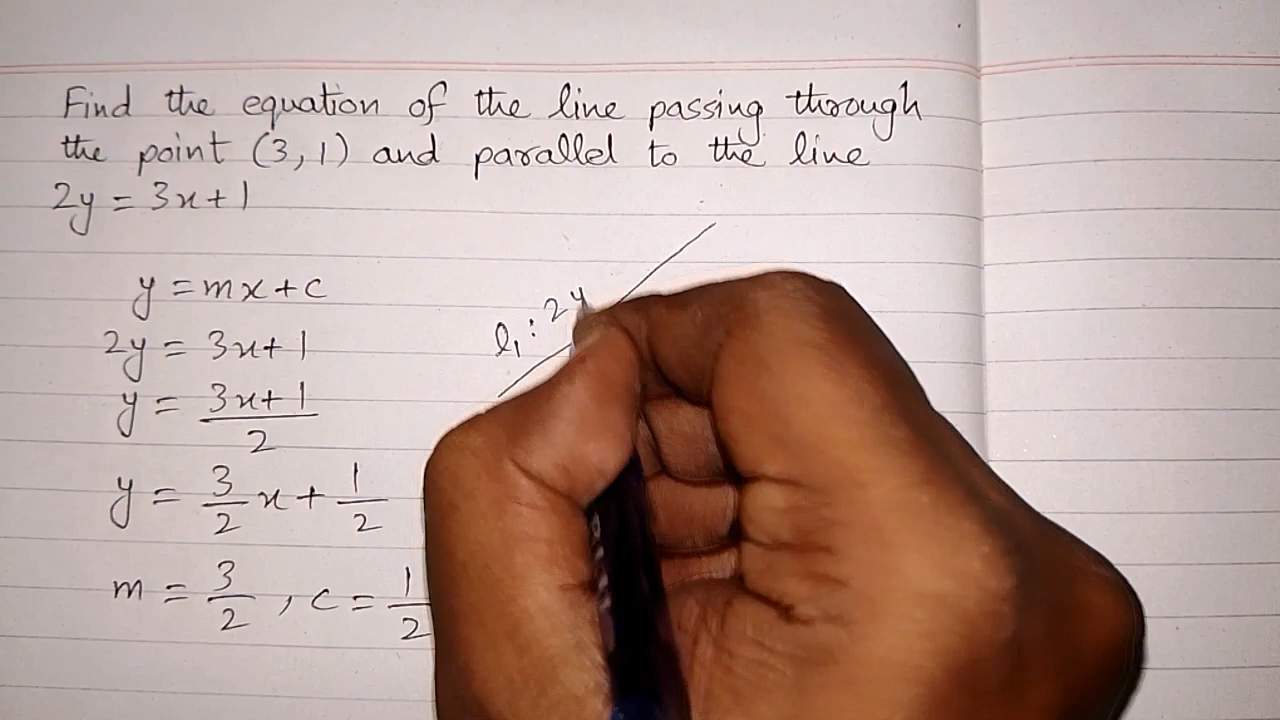 Find the equation of the line passing through
the point (3, 1) and parallel to the line
2y = 3x + 1
y = mx + c
2y = 3x + 1
y = 3x + 1 / 2
y = 3/2 x + 1/2
m = 3/2 , c = 1/2
l₁ : 2y